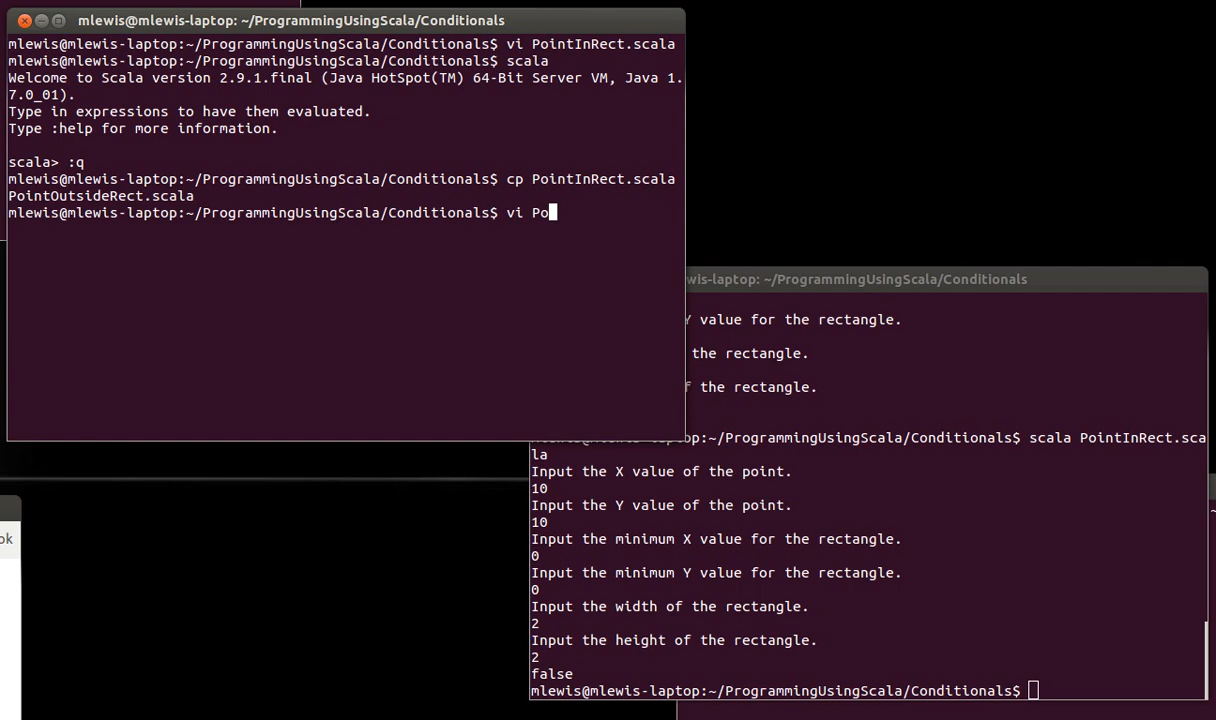 mlewis@mlewis-laptop: ~/ProgrammingUsingScala/Conditionals
mlewis@mlewis-laptop:~/ProgrammingUsingScala/Conditionals$ vi PointInRect.scala
mlewis@mlewis-laptop:~/ProgrammingUsingScala/Conditionals$ scala
Welcome to Scala version 2.9.1.final (Java HotSpot(TM) 64-Bit Server VM, Java 1.
7.0_01).
Type in expressions to have them evaluated.
Type :help for more information.
scala> :q
mlewis@mlewis-laptop:~/ProgrammingUsingScala/Conditionals$ cp PointInRect.scala
PointOutsideRect.scala
mlewis@mlewis-laptop:~/ProgrammingUsingScala/Conditionals$ vi Po
wis-laptop: ~/ProgrammingUsingScala/Conditionals
Y value for the rectangle.
the rectangle.
f the rectangle.
:~/ProgrammingUsingScala/Conditionals$ scala PointInRect.sca
la
Input the X value of the point.
10
Input the Y value of the point.
10
Input the minimum X value for the rectangle.
0
Input the minimum Y value for the rectangle.
0
Input the width of the rectangle.
2
Input the height of the rectangle.
2
false
mlewis@mlewis-laptop:~/ProgrammingUsingScala/Conditionals$
ok